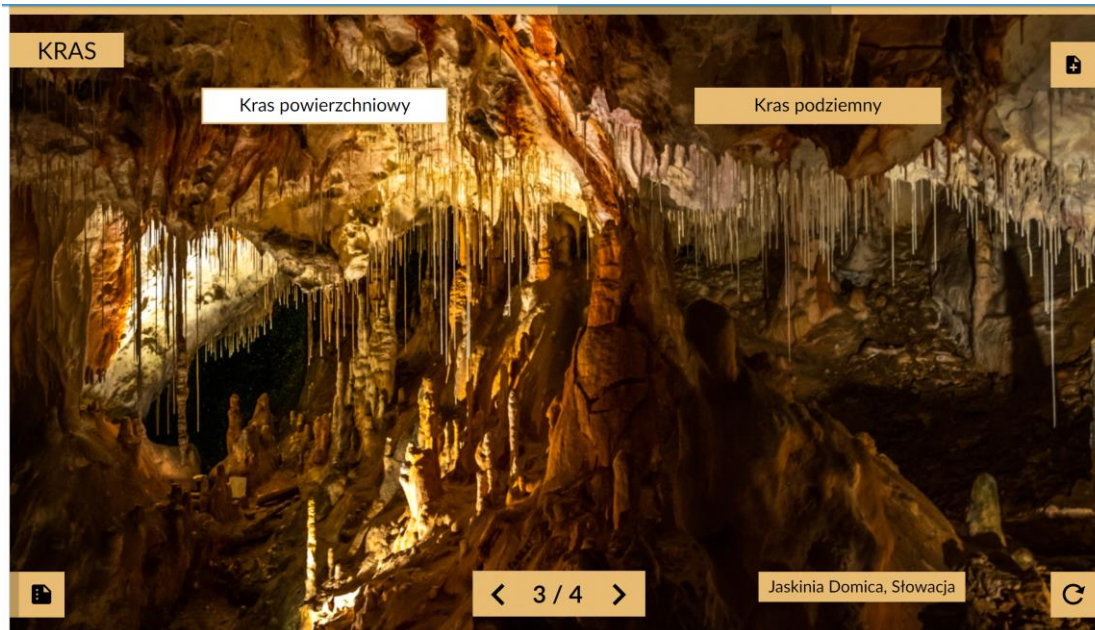 KRAS
Kras powierzchniowy
Kras podziemny
3 / 4
Jaskinia Domica, Słowacja